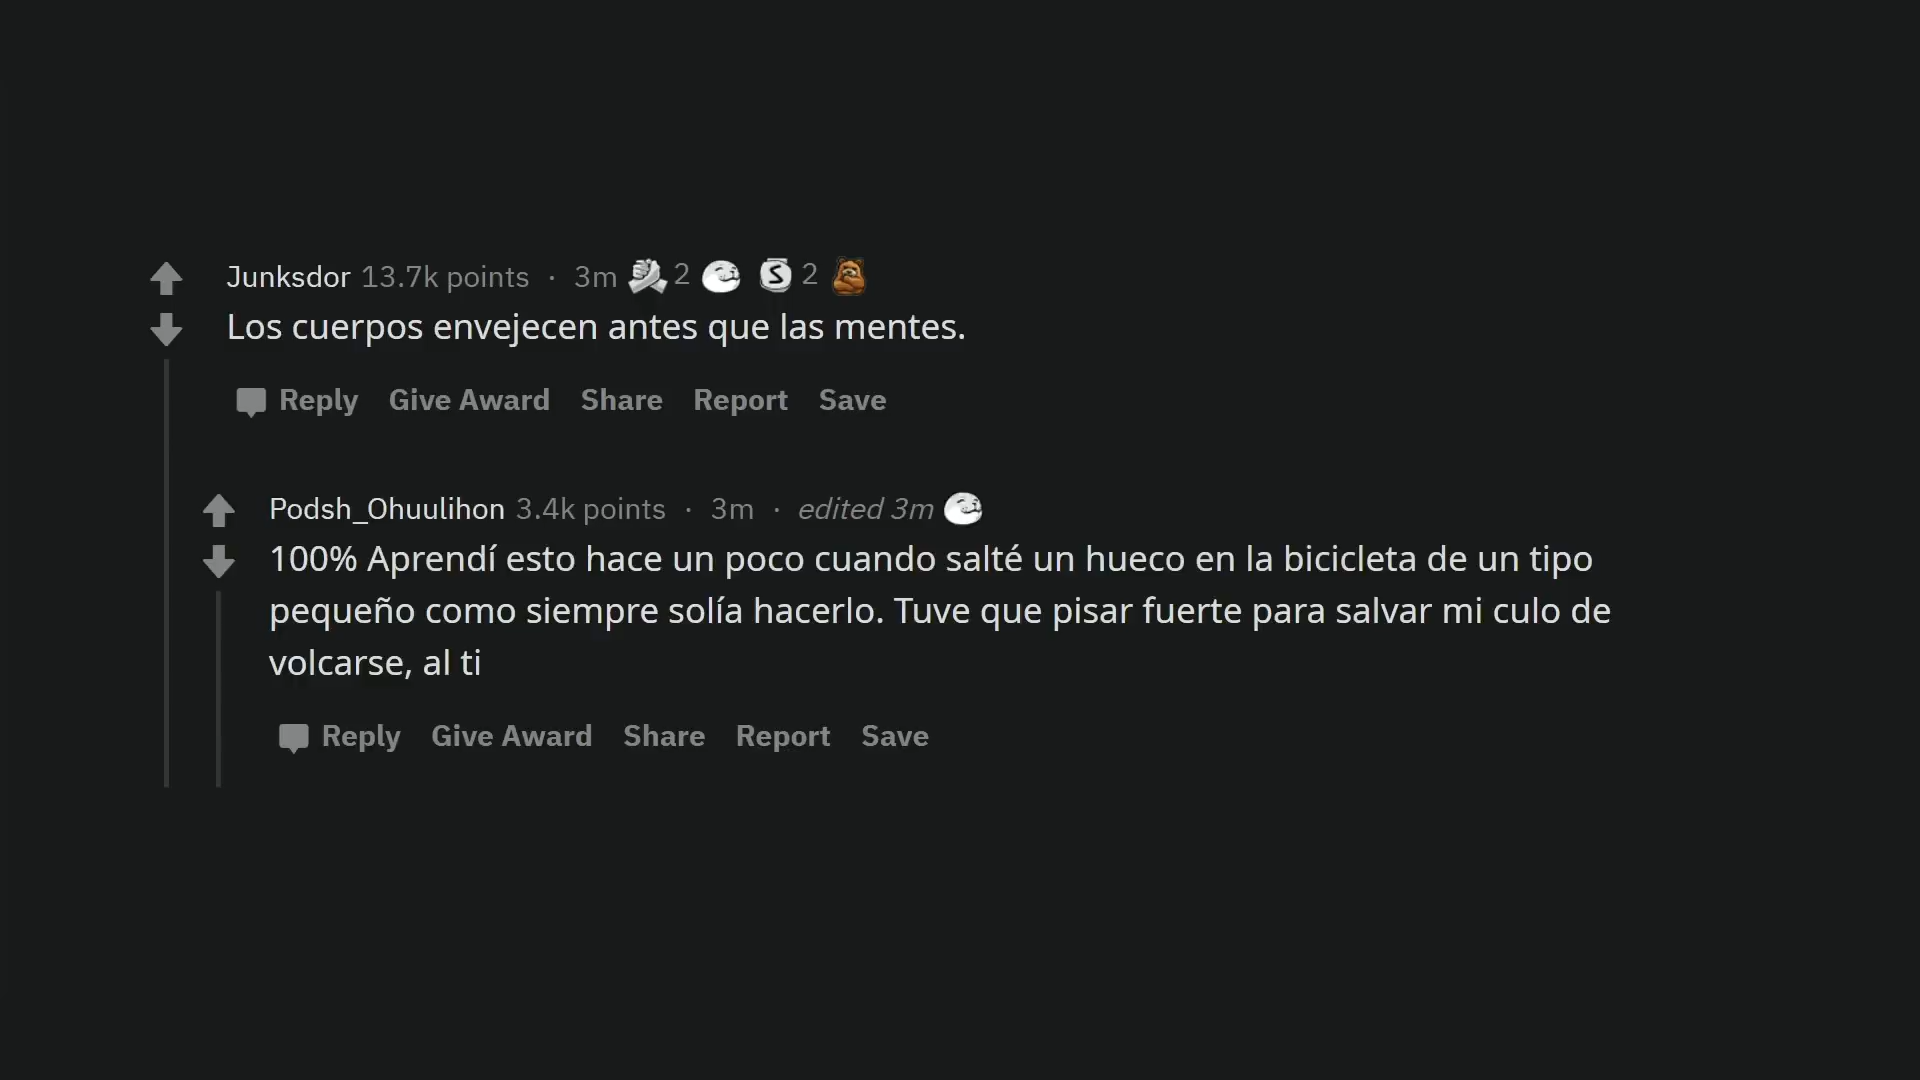 Junksdor 13.7k points · 3m 2 2
Los cuerpos envejecen antes que las mentes.
Reply Give Award Share Report Save
Podsh_Ohuulihon 3.4k points · 3m · edited 3m
100% Aprendí esto hace un poco cuando salté un hueco en la bicicleta de un tipo
pequeño como siempre solía hacerlo. Tuve que pisar fuerte para salvar mi culo de
volcarse, al ti
Reply Give Award Share Report Save